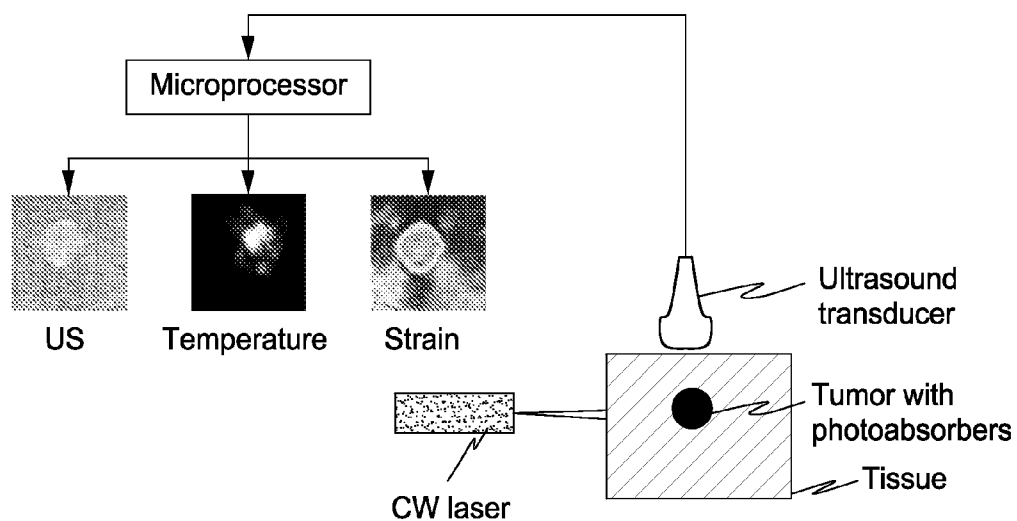 Microprocessor
US
Temperature
Strain
Ultrasound
transducer
Tumor with
photoabsorbers
Tissue
CW laser